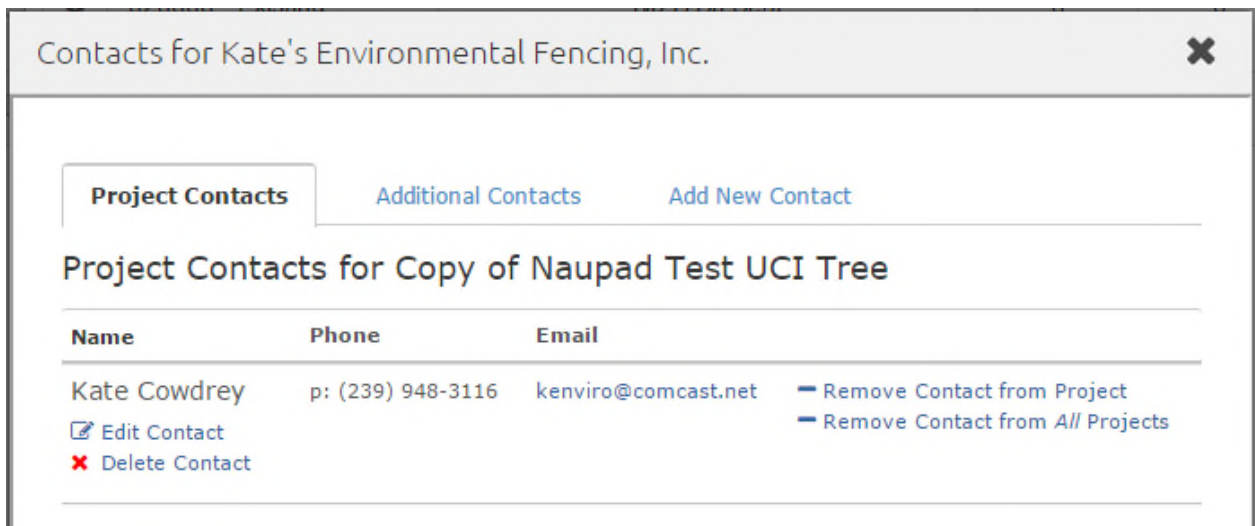 Contacts for Kate's Environmental Fencing, Inc.
Project Contacts Additional Contacts Add New Contact
Project Contacts for Copy of Naupad Test UCI Tree
Name Phone Email
Kate Cowdrey p: (239) 948-3116 kenviro@comcast.net Remove Contact from Project
Remove Contact from All Projects
Edit Contact
Delete Contact